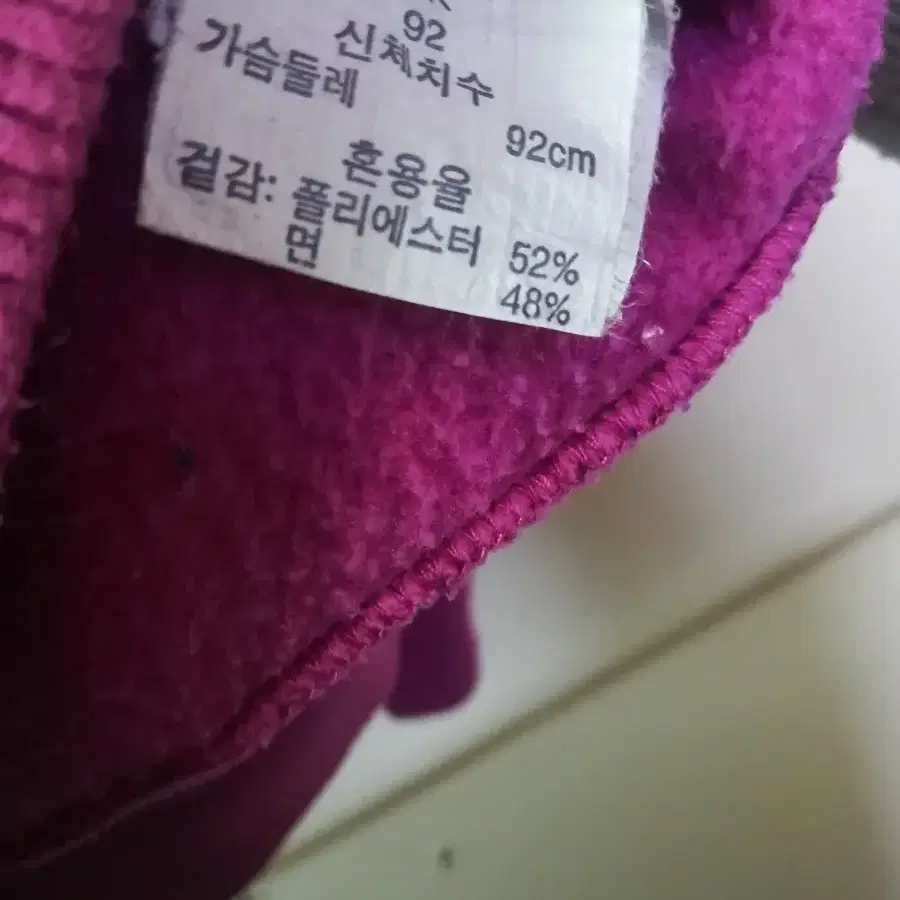 92
신체치수
가슴둘레 92cm
혼용율
겉감: 폴리에스터 52%
면 48%